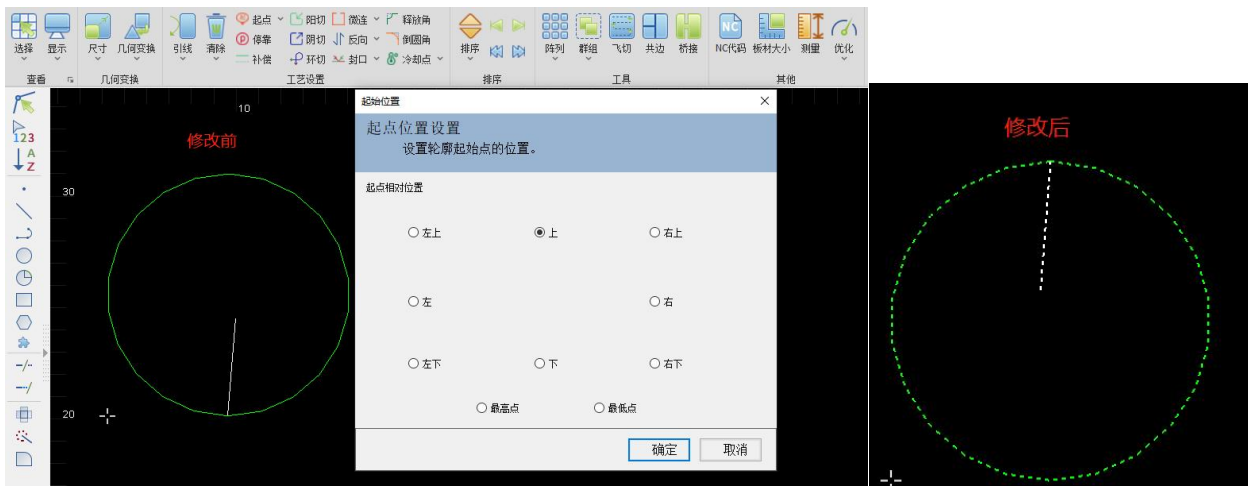 起点 阳切 微连 释放角
选择 显示 尺寸 几何变换 引线 清除 停靠 阴切 反向 倒圆角 排序 阵列 群组 飞切 共边 桥接 NC代码 板材大小 测量 优化
补偿 环切 封口 冷却点
查看 几何变换 工艺设置 排序 工具 其他
NC
123
A
Z
10
30
20
修改前
起始位置
起点位置设置
设置轮廓起始点的位置。
起点相对位置
左上 上 右上
左 右
左下 下 右下
最高点 最低点
确定 取消
修改后